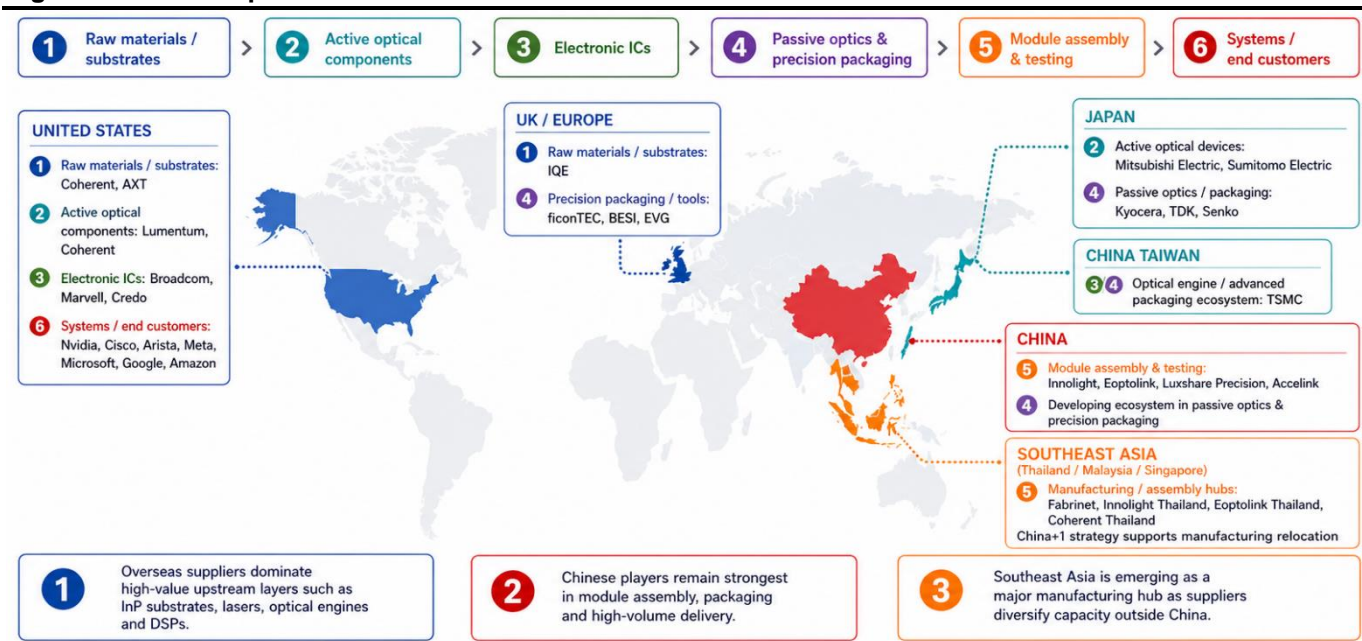 1 Raw materials /
substrates
>
2 Active optical
components
>
3 Electronic ICs
>
4 Passive optics &
precision packaging
>
5 Module assembly
& testing
>
6 Systems /
end customers
UNITED STATES
1 Raw materials / substrates:
Coherent, AXT
2 Active optical
components: Lumentum,
Coherent
3 Electronic ICs: Broadcom,
Marvell, Credo
6 Systems / end customers:
Nvidia, Cisco, Arista, Meta,
Microsoft, Google, Amazon
UK / EUROPE
1 Raw materials / substrates:
IQE
4 Precision packaging / tools:
ficonTEC, BESI, EVG
JAPAN
2 Active optical devices:
Mitsubishi Electric, Sumitomo Electric
4 Passive optics / packaging:
Kyocera, TDK, Senko
CHINA TAIWAN
3/4 Optical engine / advanced
packaging ecosystem: TSMC
CHINA
5 Module assembly & testing:
Innolight, Eoptolink, Luxshare Precision, Accelink
4 Developing ecosystem in passive optics &
precision packaging
SOUTHEAST ASIA
(Thailand / Malaysia / Singapore)
5 Manufacturing / assembly hubs:
Fabrinet, Innolight Thailand, Eoptolink Thailand,
Coherent Thailand
China+1 strategy supports manufacturing relocation
1 Overseas suppliers dominate
high-value upstream layers such as
InP substrates, lasers, optical engines
and DSPs.
2 Chinese players remain strongest
in module assembly, packaging
and high-volume delivery.
3 Southeast Asia is emerging as a
major manufacturing hub as suppliers
diversify capacity outside China.